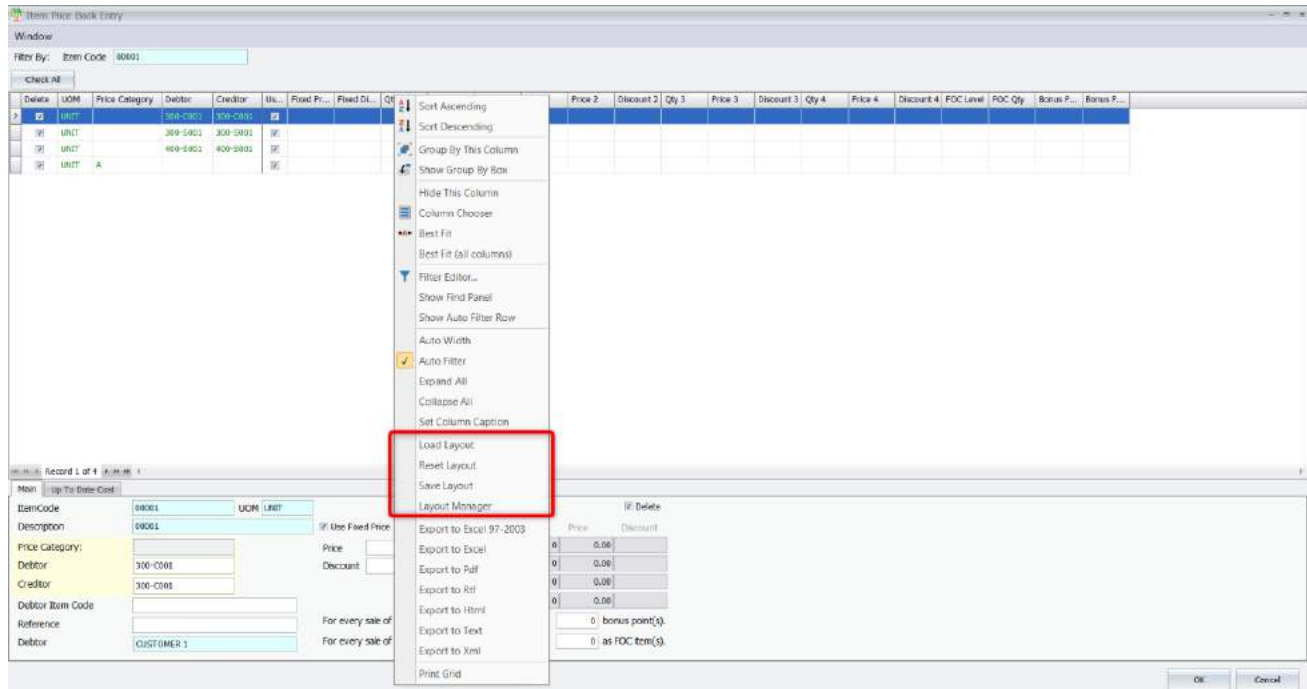 Item Price Book Entry
Window
Filter By: Item Code 00001
Check All
Delete UOM Price Category Debtor Creditor Us... Fixed Pr... Fixed Di... Price 2 Discount 2 Qty 3 Price 3 Discount 3 Qty 4 Price 4 Discount 4 FOC Level FOC Qty Bonus P... Bonus P...
UNIT 300-C001 300-C001
UNIT 300-S001 300-S001
UNIT 400-S001 400-S001
UNIT A
Sort Ascending
Sort Descending
Group By This Column
Show Group By Box
Hide This Column
Column Chooser
Best Fit
Best Fit (all columns)
Filter Editor...
Show Find Panel
Show Auto Filter Row
Auto Width
Auto Filter
Expand All
Collapse All
Set Column Caption
Load Layout
Reset Layout
Save Layout
Layout Manager
Export to Excel 97-2003
Export to Excel
Export to Pdf
Export to Rtf
Export to Html
Export to Text
Export to Xml
Print Grid
Record 1 of 4
Main Up To Date Cost
ItemCode 00001 UOM UNIT Delete
Description 00001 Use Fixed Price Price Discount
Price Category: Price 0 0.00
Debtor 300-C001 Discount 0 0.00
Creditor 300-C001 0 0.00
Debtor Item Code 0 0.00
Reference For every sale of 0 bonus point(s).
Debtor CUSTOMER 1 For every sale of 0 as FOC item(s).
OK Cancel